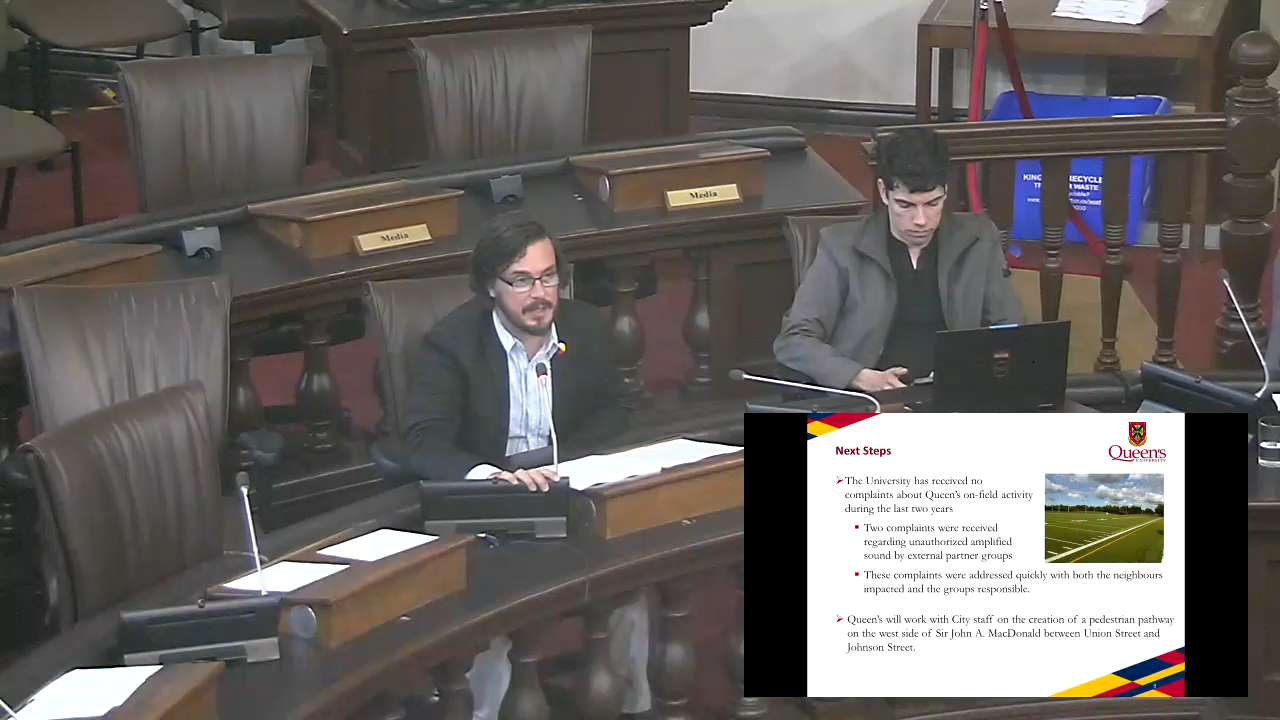 Media
Media
RECYCLE
WASTE
Next Steps
Queen's
UNIVERSITY
➢The University has received no
complaints about Queen's on-field activity
during the last two years
▪ Two complaints were received
regarding unauthorized amplified
sound by external partner groups
▪ These complaints were addressed quickly with both the neighbours
impacted and the groups responsible.
➢ Queen's will work with City staff on the creation of a pedestrian pathway
on the west side of Sir John A. MacDonald between Union Street and
Johnson Street.
9